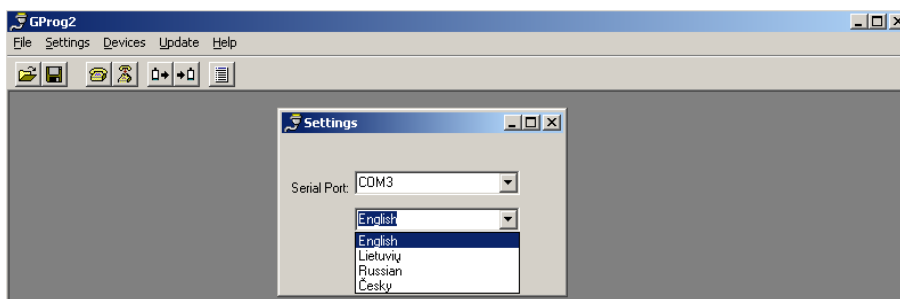 GProg2
File Settings Devices Update Help
Settings
Serial Port: COM3
English
English
Lietuvių
Russian
Česky